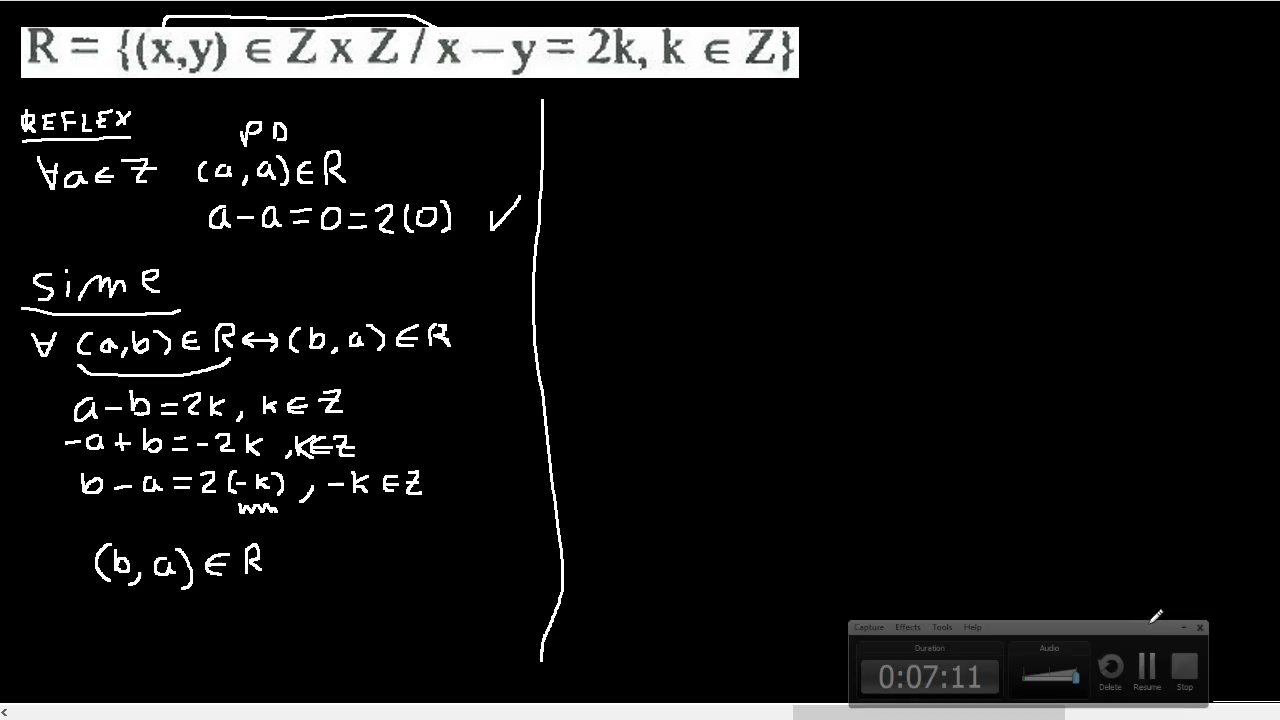 R = {(x,y) ∈ Z x Z / x – y = 2k, k ∈ Z}
REFLEX
PD
∀a ∈ Z (a,a) ∈ R
a – a = 0 = 2(0) ✓
Sime
∀ (a,b) ∈ R ↔ (b,a) ∈ R
a – b = 2k, k ∈ Z
-a + b = -2k, k ∈ Z
b – a = 2(-k), -k ∈ Z
(b,a) ∈ R
Capture Effects Tools Help
Duration Audio
0:07:11
Delete Resume Stop